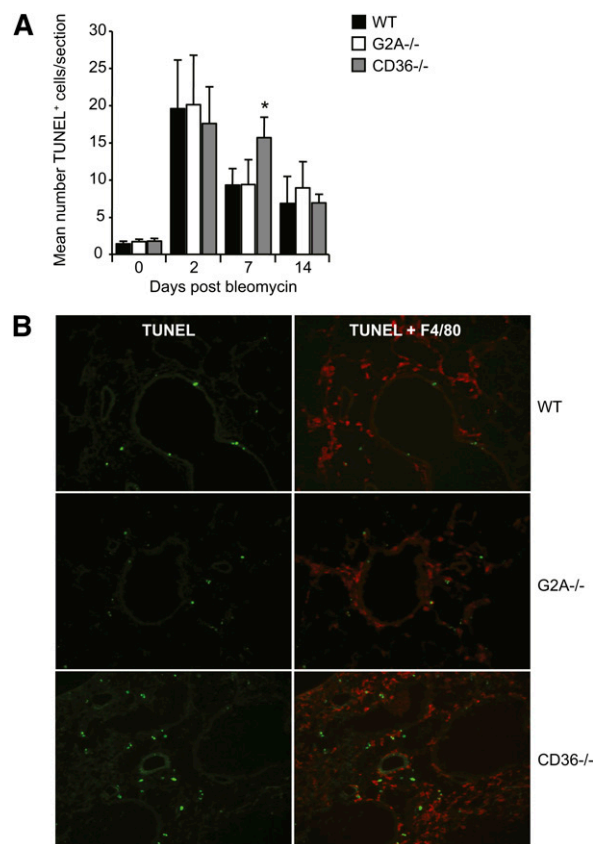 A
WT
G2A-/-
CD36-/-
Mean number TUNEL⁺ cells/section
30
25
20
15
10
5
0
*
0 2 7 14
Days post bleomycin
B
TUNEL TUNEL + F4/80
WT
G2A-/-
CD36-/-